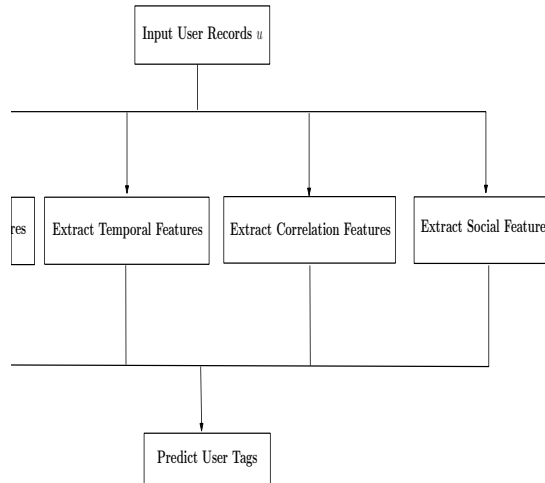 Input User Records u
res
Extract Temporal Features
Extract Correlation Features
Extract Social Feature
Predict User Tags